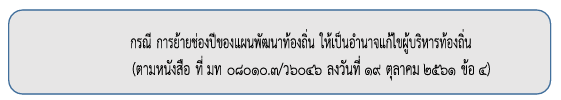 กรณี การย้ายช่องปีของแผนพัฒนาท้องถิ่น ให้เป็นอำนาจแก้ไขผู้บริหารท้องถิ่น
(ตามหนังสือ ที่ มท ๐๘๐๑๐.๓/ว๖๐๔๖ ลงวันที่ ๑๙ ตุลาคม ๒๕๖๑ ข้อ ๔)